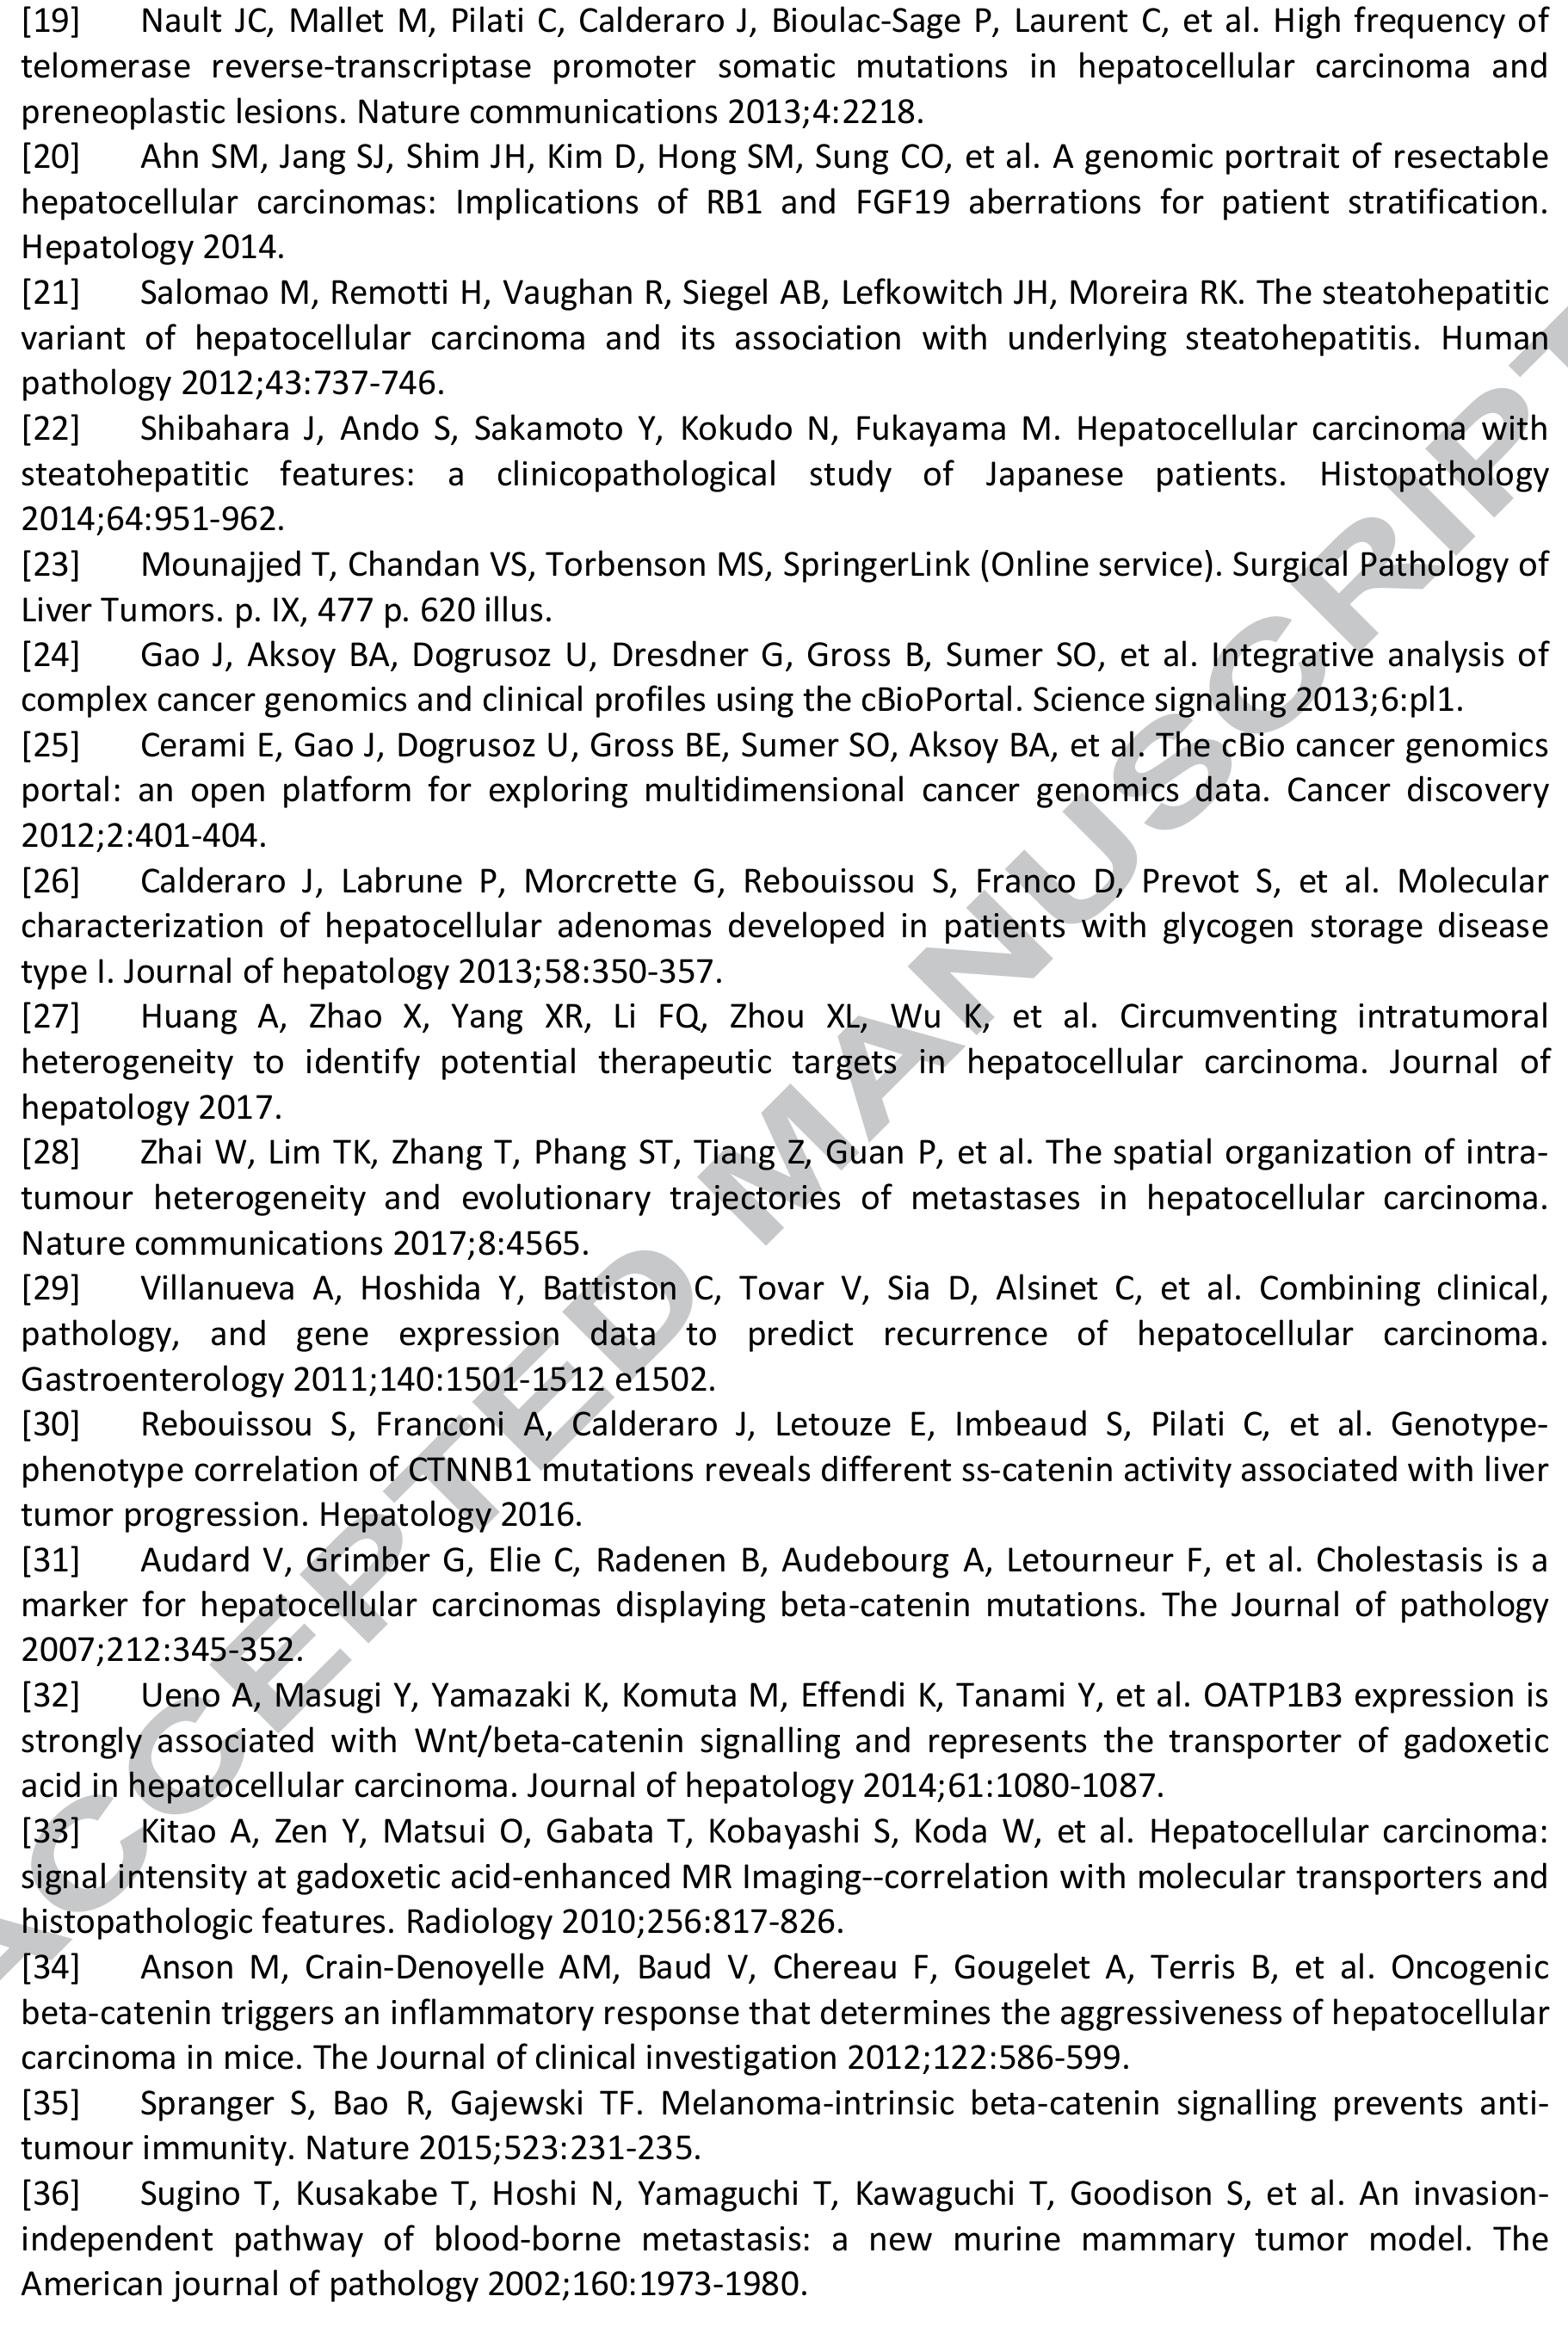 [19] Nault JC, Mallet M, Pilati C, Calderaro J, Bioulac-Sage P, Laurent C, et al. High frequency of
telomerase reverse-transcriptase promoter somatic mutations in hepatocellular carcinoma and
preneoplastic lesions. Nature communications 2013;4:2218.
[20] Ahn SM, Jang SJ, Shim JH, Kim D, Hong SM, Sung CO, et al. A genomic portrait of resectable
hepatocellular carcinomas: Implications of RB1 and FGF19 aberrations for patient stratification.
Hepatology 2014.
[21] Salomao M, Remotti H, Vaughan R, Siegel AB, Lefkowitch JH, Moreira RK. The steatohepatitic
variant of hepatocellular carcinoma and its association with underlying steatohepatitis. Human
pathology 2012;43:737-746.
[22] Shibahara J, Ando S, Sakamoto Y, Kokudo N, Fukayama M. Hepatocellular carcinoma with
steatohepatitic features: a clinicopathological study of Japanese patients. Histopathology
2014;64:951-962.
[23] Mounajjed T, Chandan VS, Torbenson MS, SpringerLink (Online service). Surgical Pathology of
Liver Tumors. p. IX, 477 p. 620 illus.
[24] Gao J, Aksoy BA, Dogrusoz U, Dresdner G, Gross B, Sumer SO, et al. Integrative analysis of
complex cancer genomics and clinical profiles using the cBioPortal. Science signaling 2013;6:pl1.
[25] Cerami E, Gao J, Dogrusoz U, Gross BE, Sumer SO, Aksoy BA, et al. The cBio cancer genomics
portal: an open platform for exploring multidimensional cancer genomics data. Cancer discovery
2012;2:401-404.
[26] Calderaro J, Labrune P, Morcrette G, Rebouissou S, Franco D, Prevot S, et al. Molecular
characterization of hepatocellular adenomas developed in patients with glycogen storage disease
type I. Journal of hepatology 2013;58:350-357.
[27] Huang A, Zhao X, Yang XR, Li FQ, Zhou XL, Wu K, et al. Circumventing intratumoral
heterogeneity to identify potential therapeutic targets in hepatocellular carcinoma. Journal of
hepatology 2017.
[28] Zhai W, Lim TK, Zhang T, Phang ST, Tiang Z, Guan P, et al. The spatial organization of intra-
tumour heterogeneity and evolutionary trajectories of metastases in hepatocellular carcinoma.
Nature communications 2017;8:4565.
[29] Villanueva A, Hoshida Y, Battiston C, Tovar V, Sia D, Alsinet C, et al. Combining clinical,
pathology, and gene expression data to predict recurrence of hepatocellular carcinoma.
Gastroenterology 2011;140:1501-1512 e1502.
[30] Rebouissou S, Franconi A, Calderaro J, Letouze E, Imbeaud S, Pilati C, et al. Genotype-
phenotype correlation of CTNNB1 mutations reveals different ss-catenin activity associated with liver
tumor progression. Hepatology 2016.
[31] Audard V, Grimber G, Elie C, Radenen B, Audebourg A, Letourneur F, et al. Cholestasis is a
marker for hepatocellular carcinomas displaying beta-catenin mutations. The Journal of pathology
2007;212:345-352.
[32] Ueno A, Masugi Y, Yamazaki K, Komuta M, Effendi K, Tanami Y, et al. OATP1B3 expression is
strongly associated with Wnt/beta-catenin signalling and represents the transporter of gadoxetic
acid in hepatocellular carcinoma. Journal of hepatology 2014;61:1080-1087.
[33] Kitao A, Zen Y, Matsui O, Gabata T, Kobayashi S, Koda W, et al. Hepatocellular carcinoma:
signal intensity at gadoxetic acid-enhanced MR Imaging--correlation with molecular transporters and
histopathologic features. Radiology 2010;256:817-826.
[34] Anson M, Crain-Denoyelle AM, Baud V, Chereau F, Gougelet A, Terris B, et al. Oncogenic
beta-catenin triggers an inflammatory response that determines the aggressiveness of hepatocellular
carcinoma in mice. The Journal of clinical investigation 2012;122:586-599.
[35] Spranger S, Bao R, Gajewski TF. Melanoma-intrinsic beta-catenin signalling prevents anti-
tumour immunity. Nature 2015;523:231-235.
[36] Sugino T, Kusakabe T, Hoshi N, Yamaguchi T, Kawaguchi T, Goodison S, et al. An invasion-
independent pathway of blood-borne metastasis: a new murine mammary tumor model. The
American journal of pathology 2002;160:1973-1980.
ACCEPTED MANUSCRIPT